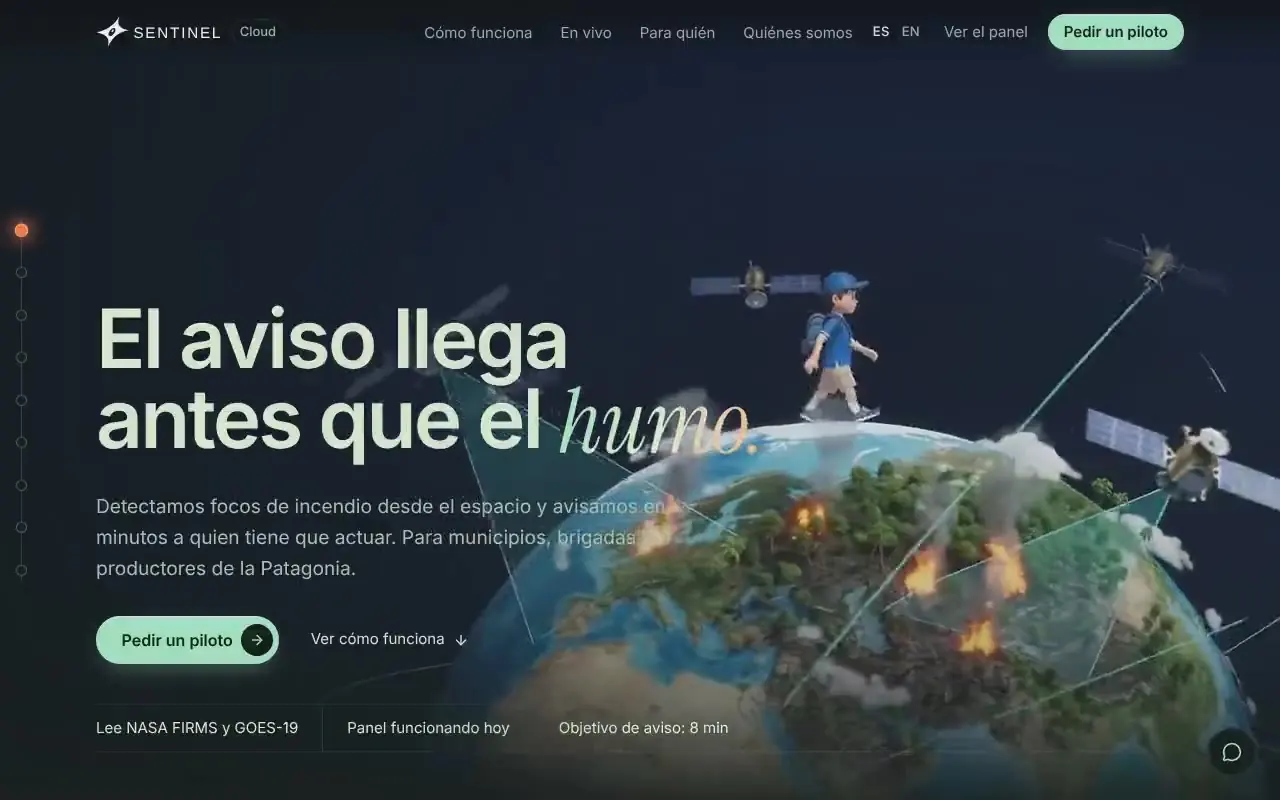 SENTINEL Cloud
Cómo funciona
En vivo
Para quién
Quiénes somos
ES EN
Ver el panel
Pedir un piloto
El aviso llega
antes que el humo.
Detectamos focos de incendio desde el espacio y avisamos en
minutos a quien tiene que actuar. Para municipios, brigadas
productores de la Patagonia.
Pedir un piloto
Ver cómo funciona
Lee NASA FIRMS y GOES-19
Panel funcionando hoy
Objetivo de aviso: 8 min